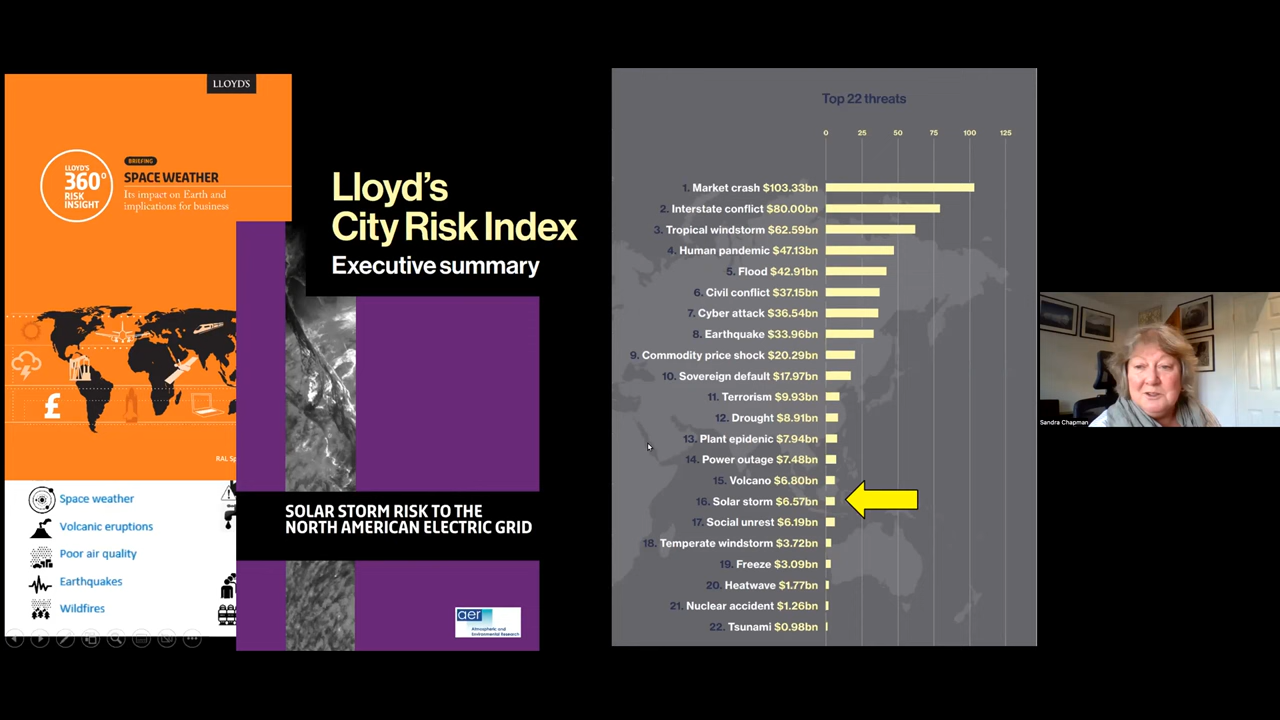 LLOYD'S
LLOYD'S
360°
RISK
INSIGHT
BRIEFING
SPACE WEATHER
Its impact on Earth and
implications for business
£
RAL Sp
Space weather
Volcanic eruptions
Poor air quality
Earthquakes
Wildfires
Lloyd's
City Risk Index
Executive summary
SOLAR STORM RISK TO THE
NORTH AMERICAN ELECTRIC GRID
aer
Atmospheric and
Environmental Research
Top 22 threats
0 25 50 75 100 125
1. Market crash $103.33bn
2. Interstate conflict $80.00bn
3. Tropical windstorm $62.59bn
4. Human pandemic $47.13bn
5. Flood $42.91bn
6. Civil conflict $37.15bn
7. Cyber attack $36.54bn
8. Earthquake $33.96bn
9. Commodity price shock $20.29bn
10. Sovereign default $17.97bn
11. Terrorism $9.93bn
12. Drought $8.91bn
13. Plant epidemic $7.94bn
14. Power outage $7.48bn
15. Volcano $6.80bn
16. Solar storm $6.57bn
17. Social unrest $6.19bn
18. Temperate windstorm $3.72bn
19. Freeze $3.09bn
20. Heatwave $1.77bn
21. Nuclear accident $1.26bn
22. Tsunami $0.98bn
Sandra Chapman